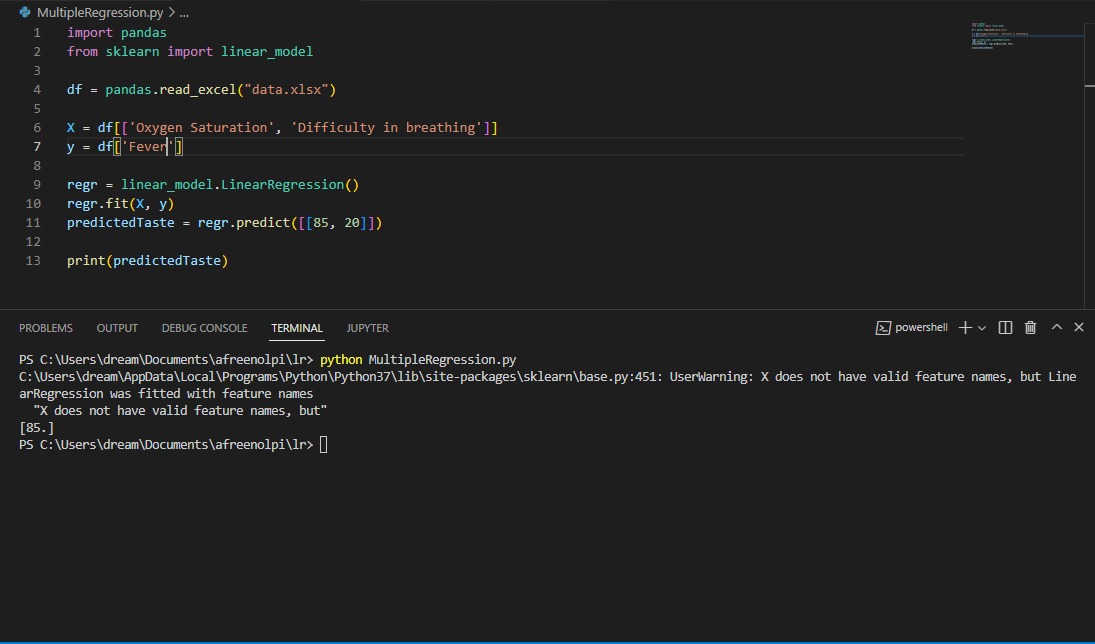 MultipleRegression.py > ...
1 import pandas
2 from sklearn import linear_model
3
4 df = pandas.read_excel("data.xlsx")
5
6 X = df[['Oxygen Saturation', 'Difficulty in breathing']]
7 y = df['Fever']
8
9 regr = linear_model.LinearRegression()
10 regr.fit(X, y)
11 predictedTaste = regr.predict([[85, 20]])
12
13 print(predictedTaste)
PROBLEMS OUTPUT DEBUG CONSOLE TERMINAL JUPYTER powershell
PS C:\Users\dream\Documents\afreenolpi\lr> python MultipleRegression.py
C:\Users\dream\AppData\Local\Programs\Python\Python37\lib\site-packages\sklearn\base.py:451: UserWarning: X does not have valid feature names, but Line
arRegression was fitted with feature names
"X does not have valid feature names, but"
[85.]
PS C:\Users\dream\Documents\afreenolpi\lr>